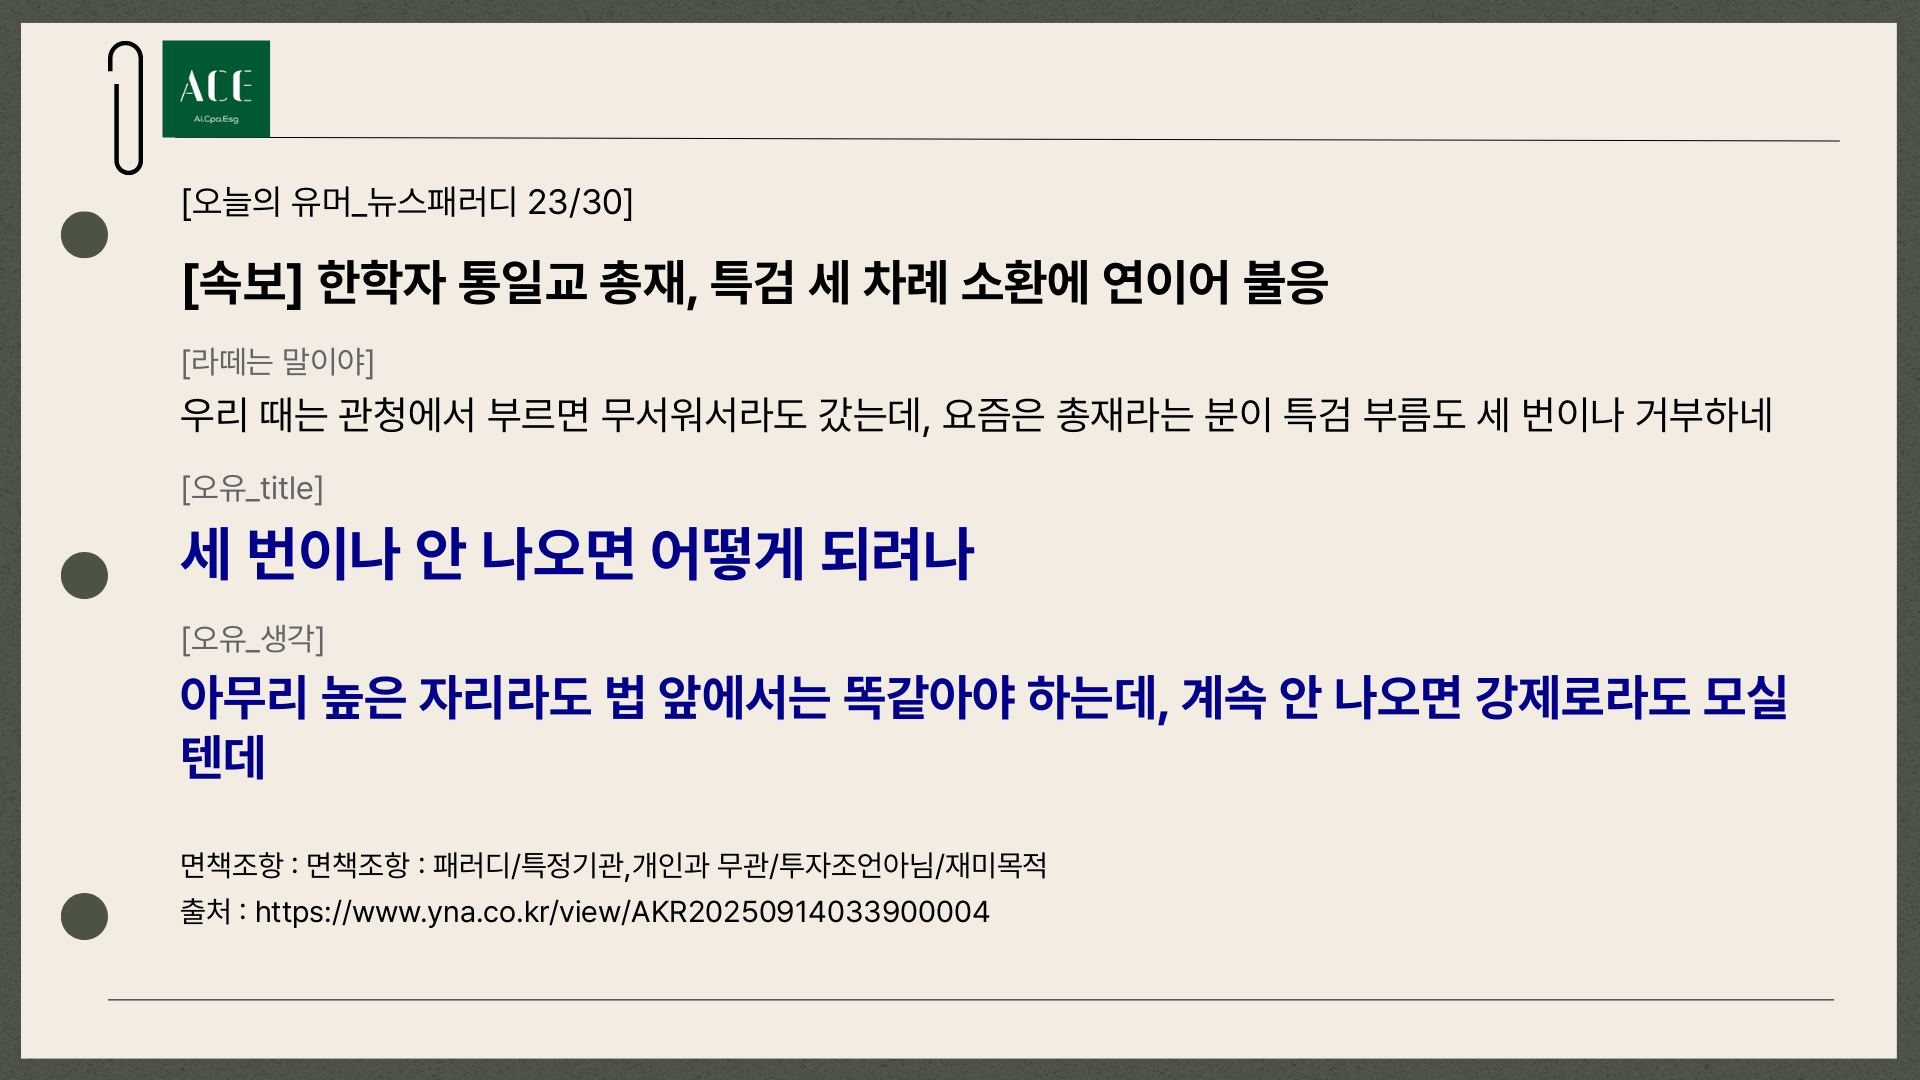 ACE
Ai.Cpa.Esg
[오늘의 유머_뉴스패러디 23/30]
[속보] 한학자 통일교 총재, 특검 세 차례 소환에 연이어 불응
[라떼는 말이야]
우리 때는 관청에서 부르면 무서워서라도 갔는데, 요즘은 총재라는 분이 특검 부름도 세 번이나 거부하네
[오유_title]
세 번이나 안 나오면 어떻게 되려나
[오유_생각]
아무리 높은 자리라도 법 앞에서는 똑같아야 하는데, 계속 안 나오면 강제로라도 모실
텐데
면책조항 : 면책조항 : 패러디/특정기관,개인과 무관/투자조언아님/재미목적
출처 : https://www.yna.co.kr/view/AKR20250914033900004